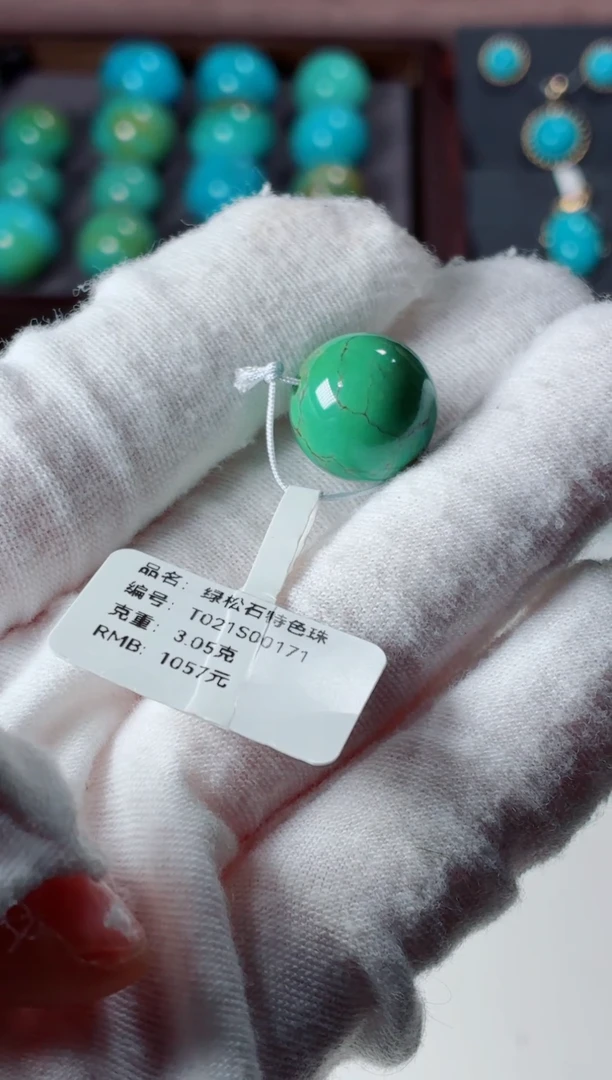 品名: 绿松石特色珠
编号: T021S00171
克重: 3.05克
RMB: 1057元